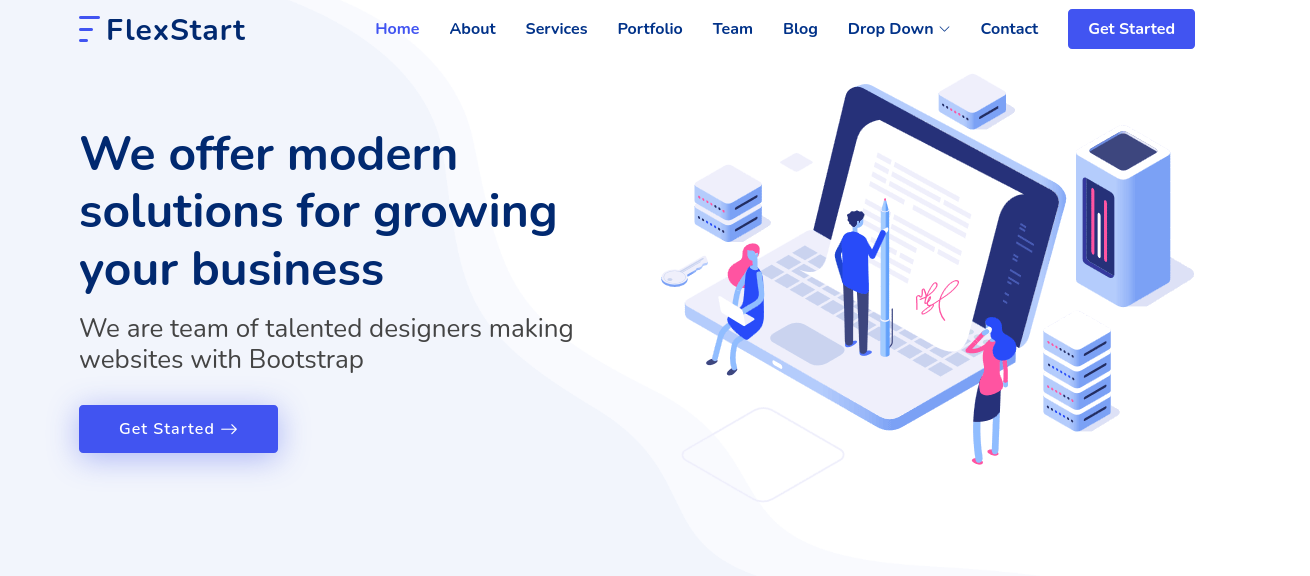 FlexStart
Home About Services Portfolio Team Blog Drop Down Contact Get Started
We offer modern
solutions for growing
your business
We are team of talented designers making
websites with Bootstrap
Get Started